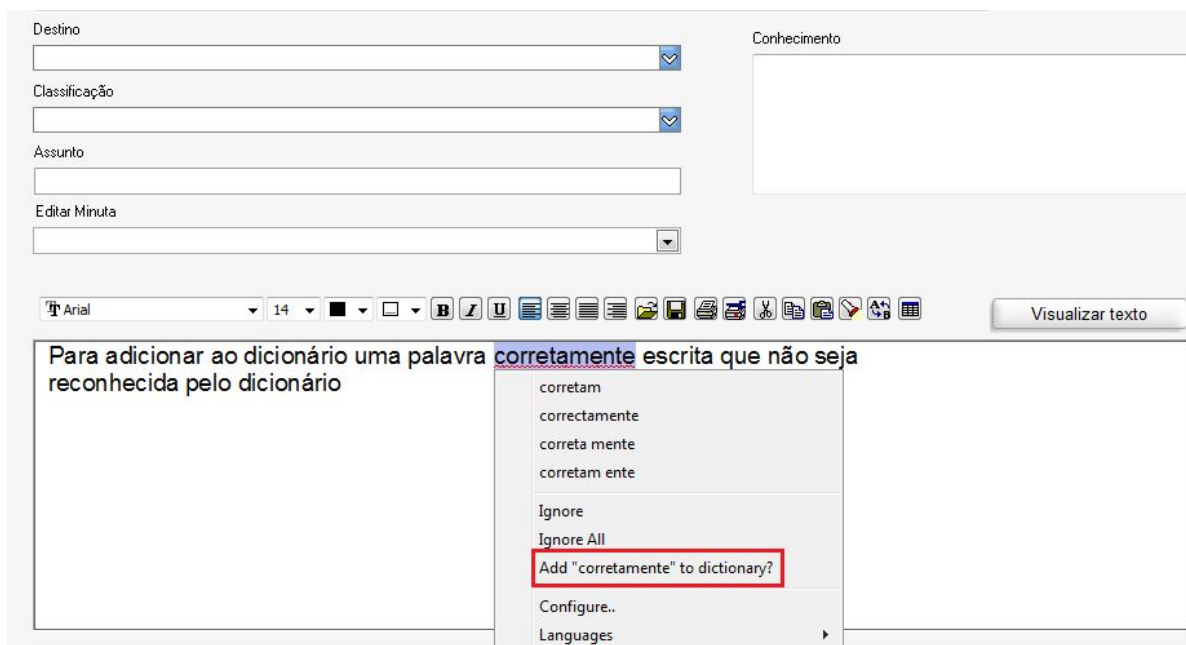 Destino
Conhecimento
Classificação
Assunto
Editar Minuta
Arial 14 B I U
Visualizar texto
Para adicionar ao dicionário uma palavra corretamente escrita que não seja
reconhecida pelo dicionário
corretam
correctamente
correta mente
corretam ente
Ignore
Ignore All
Add "corretamente" to dictionary?
Configure..
Languages